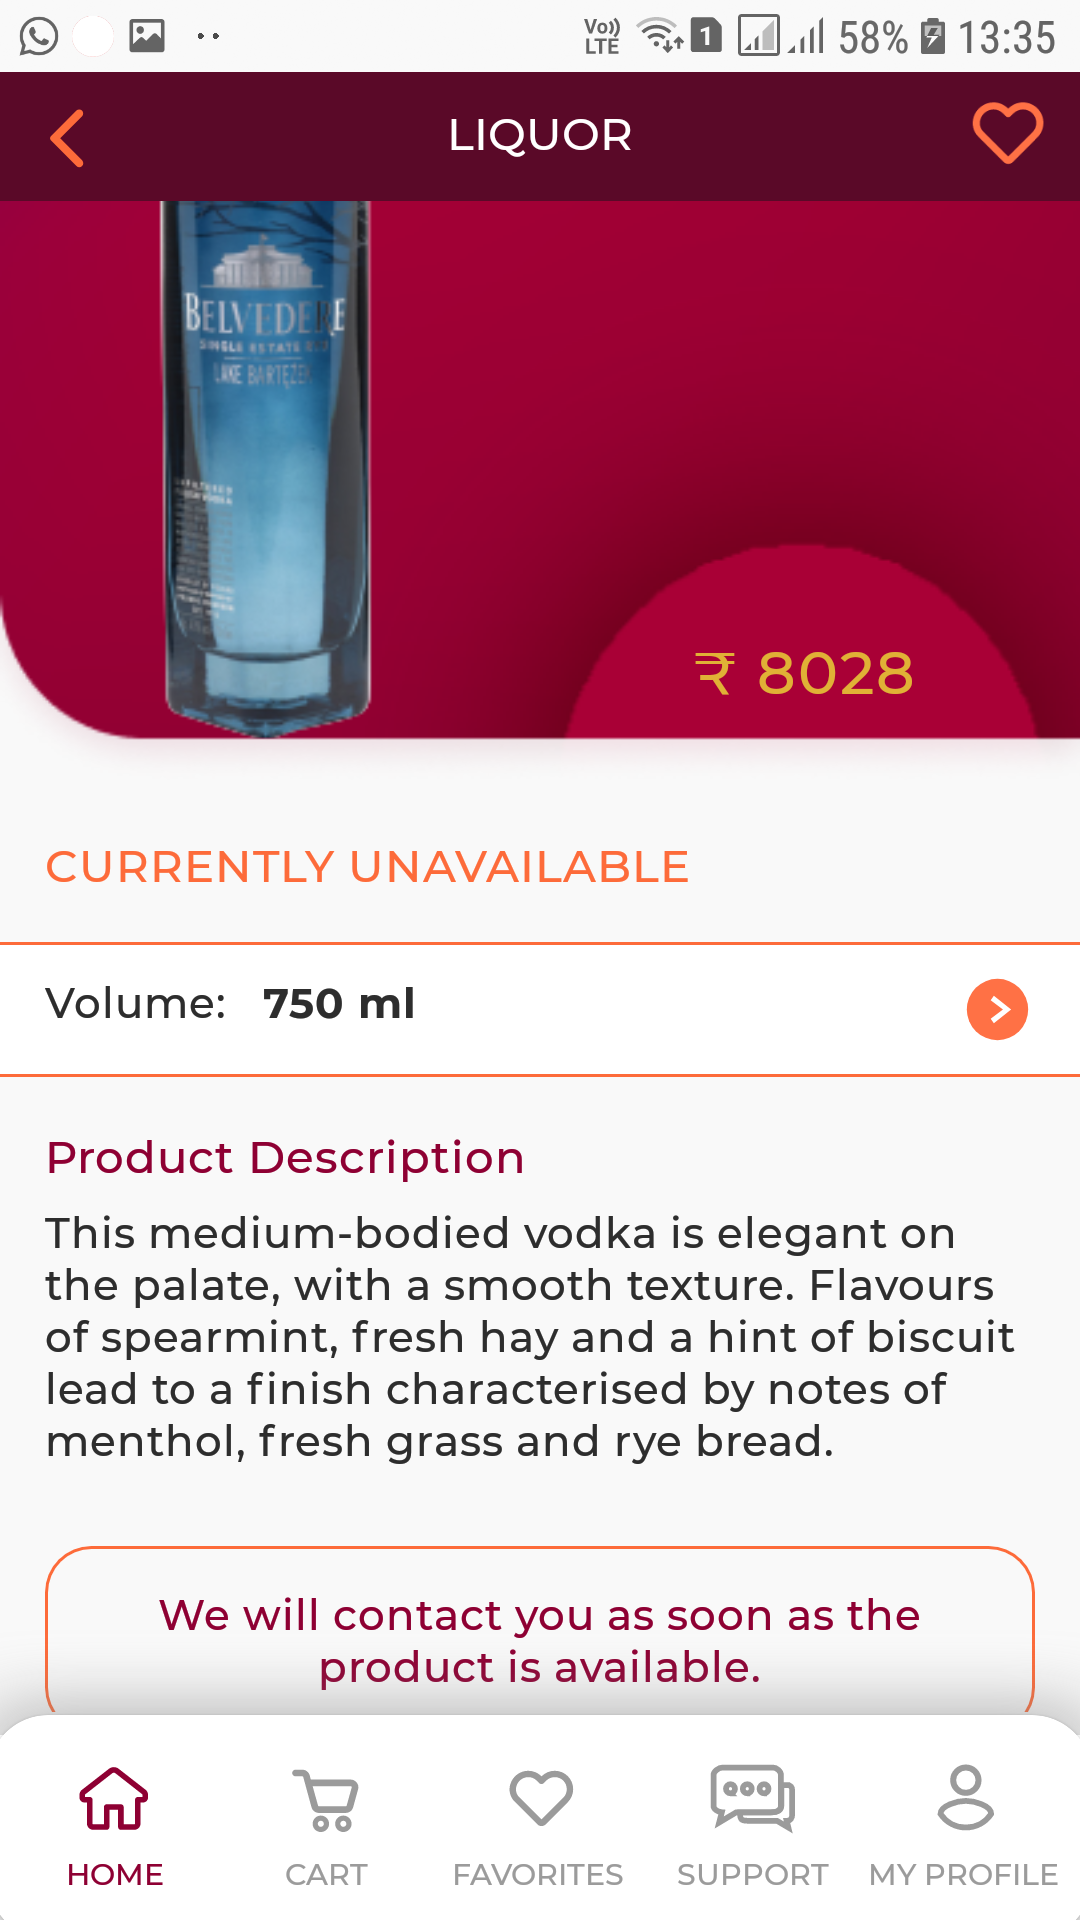 Vo)) LTE 1 58% 13:35
LIQUOR
BELVEDERE
SINGLE ESTATE RYE
LAKE BARTĘŻEK
₹ 8028
CURRENTLY UNAVAILABLE
Volume: 750 ml
Product Description
This medium-bodied vodka is elegant on
the palate, with a smooth texture. Flavours
of spearmint, fresh hay and a hint of biscuit
lead to a finish characterised by notes of
menthol, fresh grass and rye bread.
We will contact you as soon as the
product is available.
HOME CART FAVORITES SUPPORT MY PROFILE